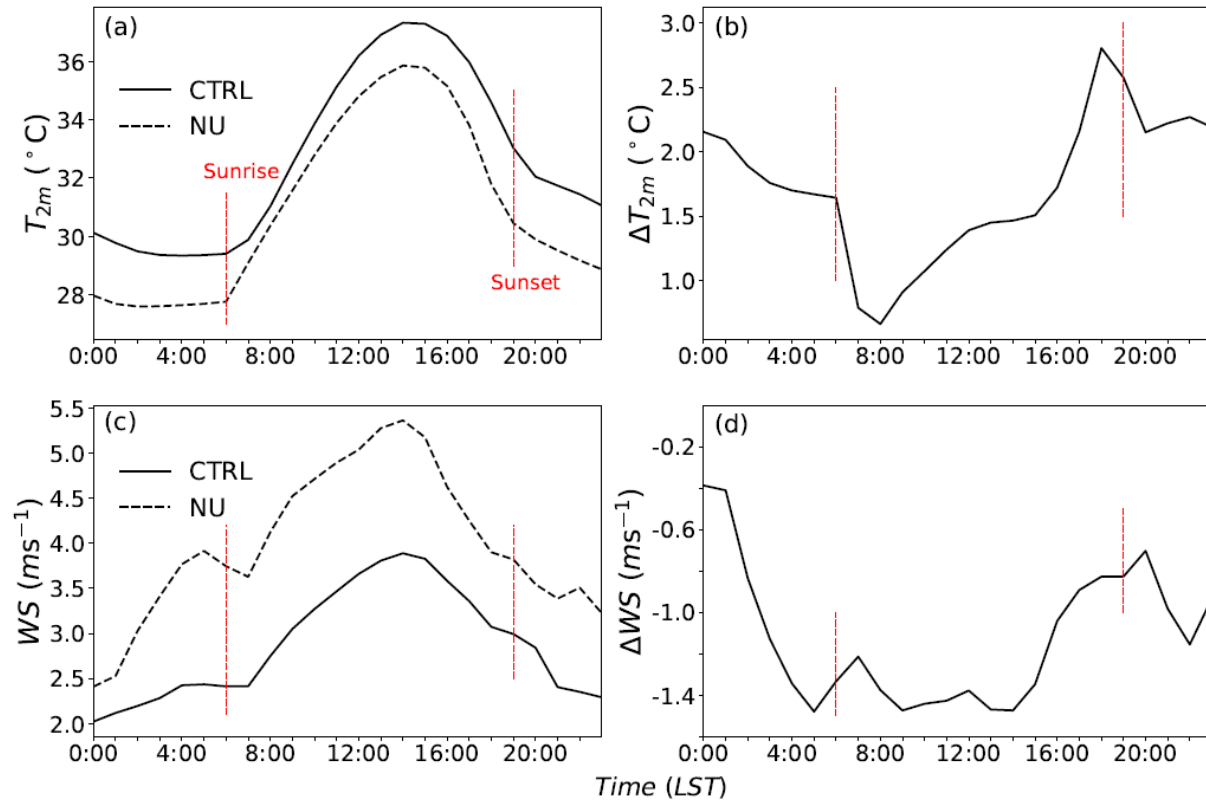 (a)
T2m (°C)
36
34
32
30
28
CTRL
NU
Sunrise
Sunset
0:00 4:00 8:00 12:00 16:00 20:00
(b)
ΔT2m (°C)
3.0
2.5
2.0
1.5
1.0
0:00 4:00 8:00 12:00 16:00 20:00
(c)
WS (ms⁻¹)
5.5
5.0
4.5
4.0
3.5
3.0
2.5
2.0
CTRL
NU
0:00 4:00 8:00 12:00 16:00 20:00
(d)
ΔWS (ms⁻¹)
-0.2
-0.6
-1.0
-1.4
0:00 4:00 8:00 12:00 16:00 20:00
Time (LST)